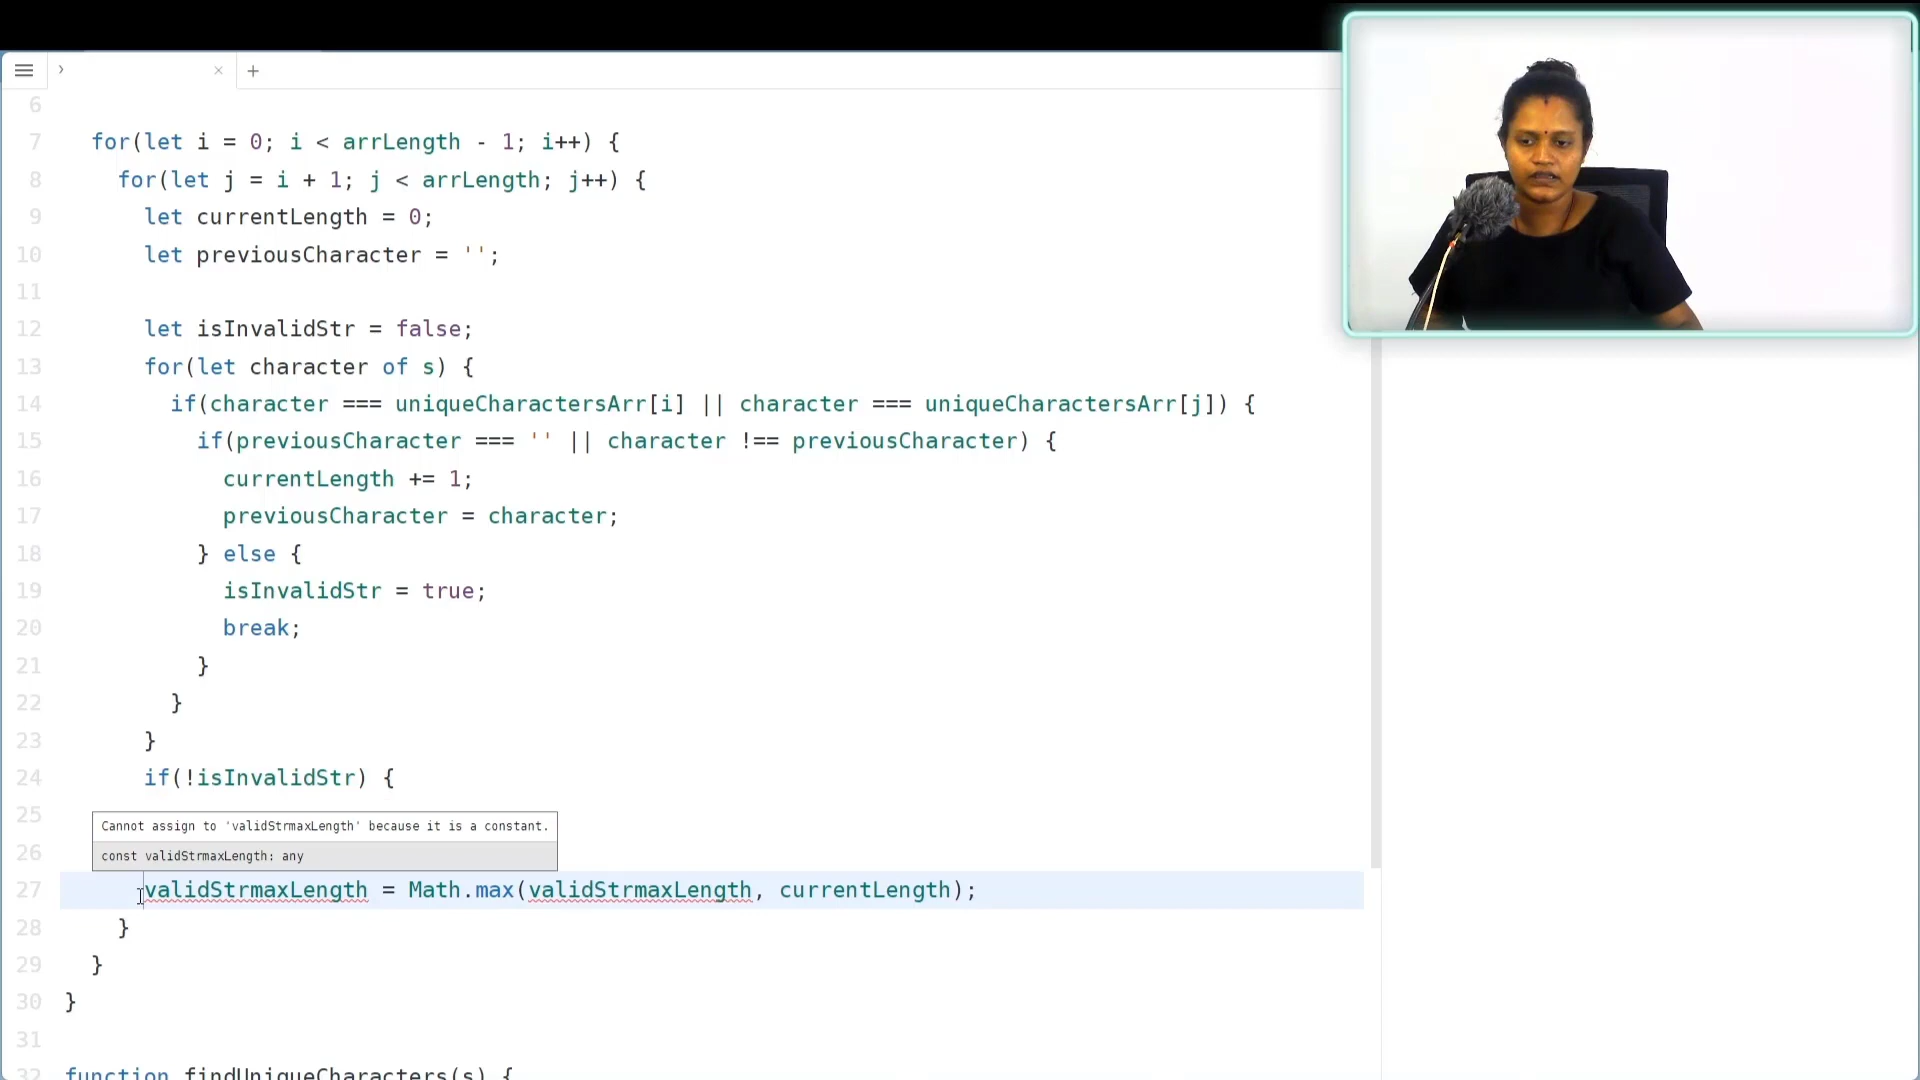 6
7 for(let i = 0; i < arrLength - 1; i++) {
8 for(let j = i + 1; j < arrLength; j++) {
9 let currentLength = 0;
10 let previousCharacter = '';
11
12 let isInvalidStr = false;
13 for(let character of s) {
14 if(character === uniqueCharactersArr[i] || character === uniqueCharactersArr[j]) {
15 if(previousCharacter === '' || character !== previousCharacter) {
16 currentLength += 1;
17 previousCharacter = character;
18 } else {
19 isInvalidStr = true;
20 break;
21 }
22 }
23 }
24 if(!isInvalidStr) {
25
Cannot assign to 'validStrmaxLength' because it is a constant.
26
const validStrmaxLength: any
27 validStrmaxLength = Math.max(validStrmaxLength, currentLength);
28 }
29 }
30 }
31
32 function findUniqueCharacters(s) {